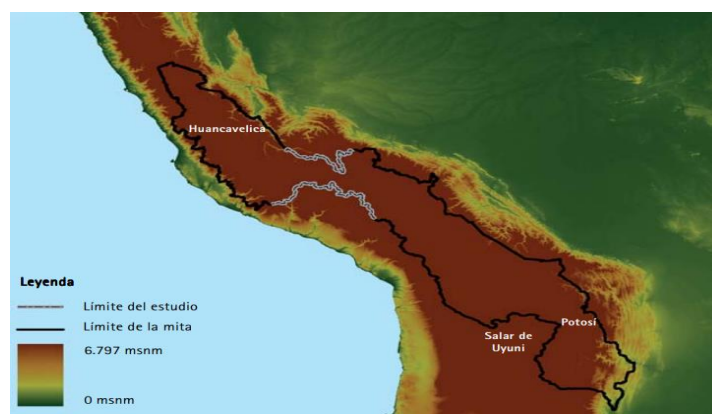 Huancavelica
Leyenda
Límite del estudio
Límite de la mita
6.797 msnm
0 msnm
Potosí
Salar de
Uyuni